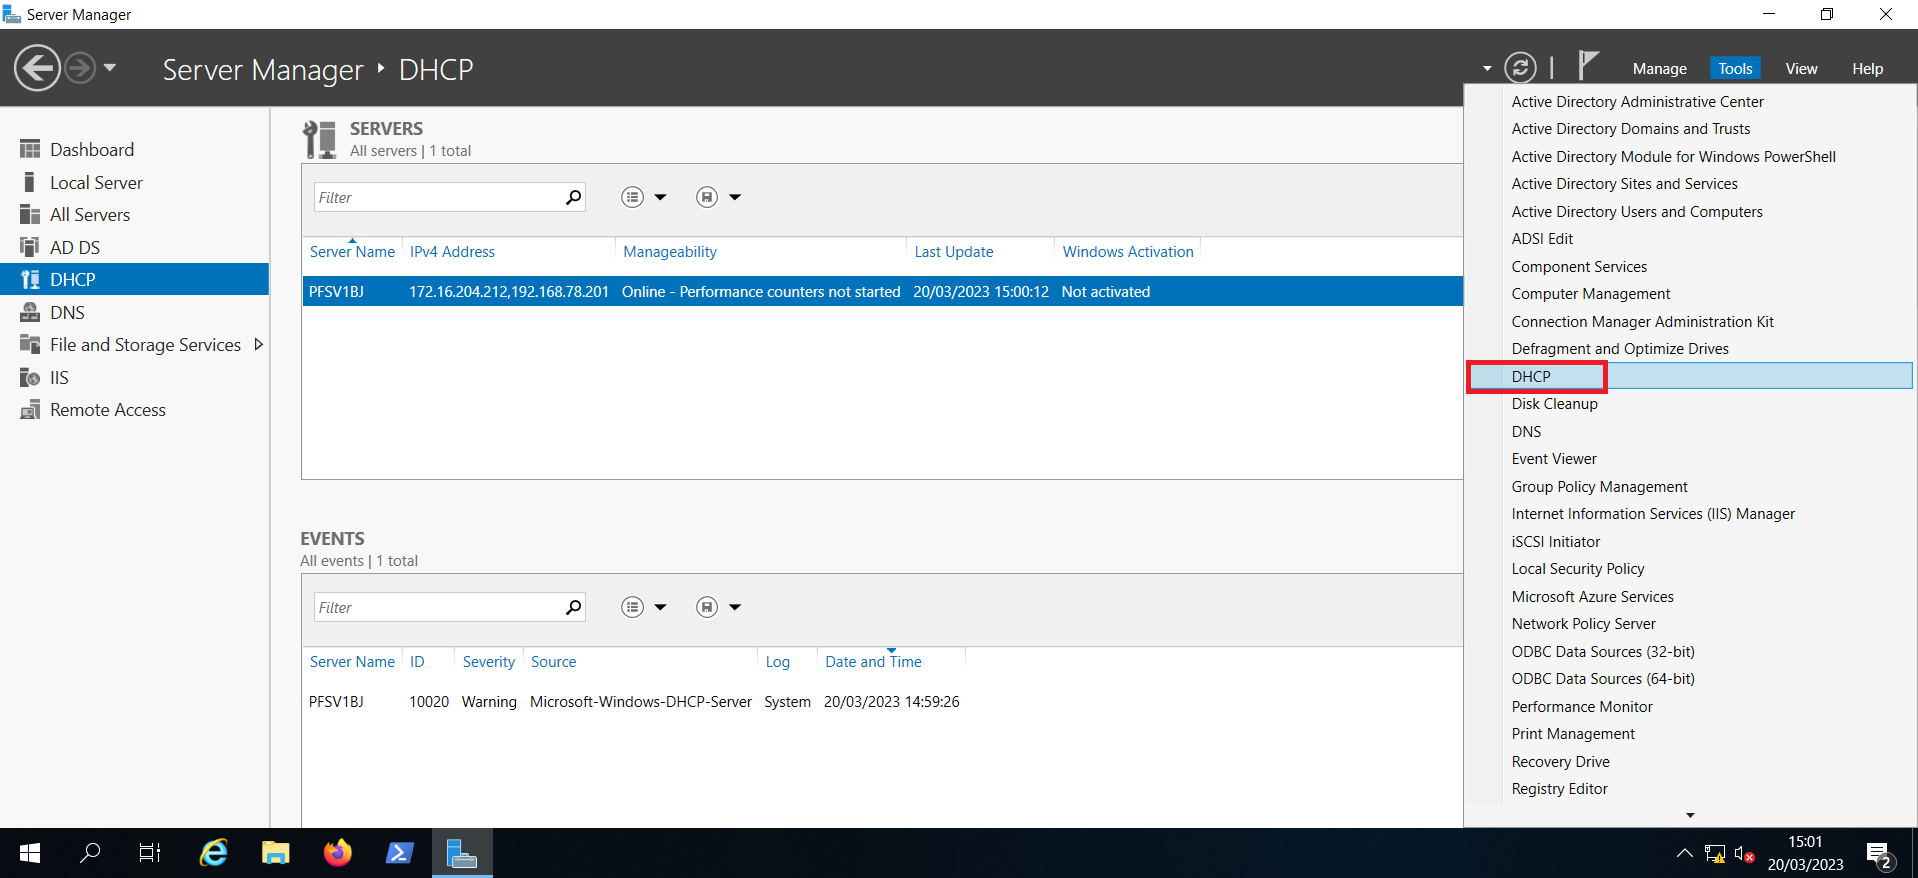 Server Manager
Server Manager ‣ DHCP
Manage Tools View Help
Dashboard
Local Server
All Servers
AD DS
DHCP
DNS
File and Storage Services
IIS
Remote Access
SERVERS
All servers | 1 total
Filter
Server Name IPv4 Address Manageability Last Update Windows Activation
PFSV1BJ 172.16.204.212,192.168.78.201 Online - Performance counters not started 20/03/2023 15:00:12 Not activated
EVENTS
All events | 1 total
Filter
Server Name ID Severity Source Log Date and Time
PFSV1BJ 10020 Warning Microsoft-Windows-DHCP-Server System 20/03/2023 14:59:26
Active Directory Administrative Center
Active Directory Domains and Trusts
Active Directory Module for Windows PowerShell
Active Directory Sites and Services
Active Directory Users and Computers
ADSI Edit
Component Services
Computer Management
Connection Manager Administration Kit
Defragment and Optimize Drives
DHCP
Disk Cleanup
DNS
Event Viewer
Group Policy Management
Internet Information Services (IIS) Manager
iSCSI Initiator
Local Security Policy
Microsoft Azure Services
Network Policy Server
ODBC Data Sources (32-bit)
ODBC Data Sources (64-bit)
Performance Monitor
Print Management
Recovery Drive
Registry Editor
15:01
20/03/2023
2